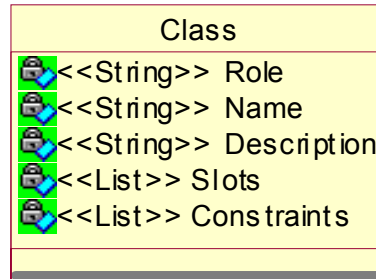 Class
<<String>> Role
<<String>> Name
<<String>> Description
<<List>> Slots
<<List>> Constraints